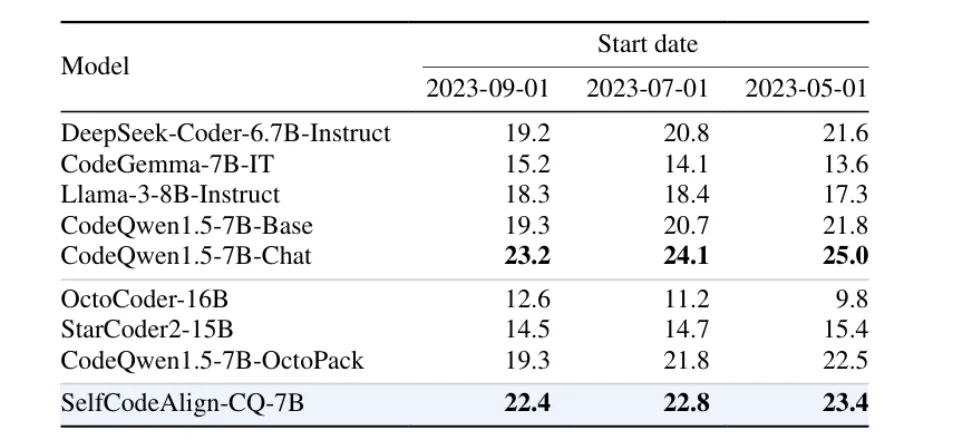 Model
Start date
2023-09-01 2023-07-01 2023-05-01
DeepSeek-Coder-6.7B-Instruct 19.2 20.8 21.6
CodeGemma-7B-IT 15.2 14.1 13.6
Llama-3-8B-Instruct 18.3 18.4 17.3
CodeQwen1.5-7B-Base 19.3 20.7 21.8
CodeQwen1.5-7B-Chat 23.2 24.1 25.0
OctoCoder-16B 12.6 11.2 9.8
StarCoder2-15B 14.5 14.7 15.4
CodeQwen1.5-7B-OctoPack 19.3 21.8 22.5
SelfCodeAlign-CQ-7B 22.4 22.8 23.4